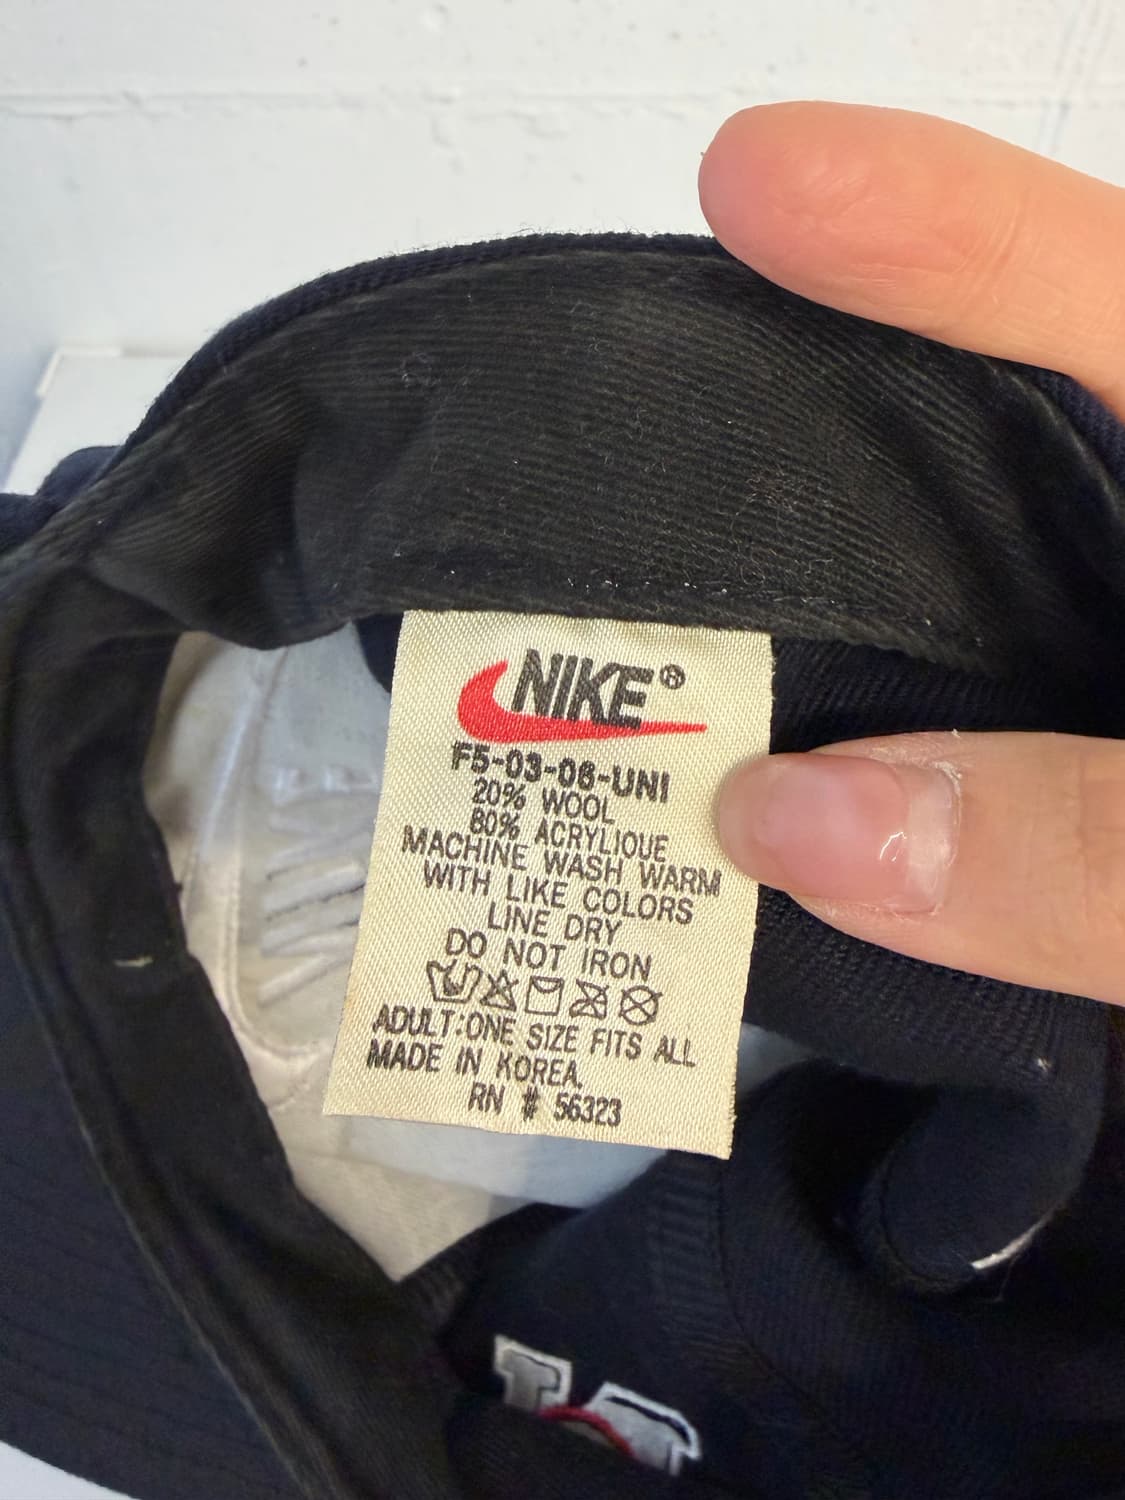 NIKE®
F5-03-06-UNI
20% WOOL
80% ACRYLIQUE
MACHINE WASH WARM
WITH LIKE COLORS
LINE DRY
DO NOT IRON
ADULT:ONE SIZE FITS ALL
MADE IN KOREA.
RN # 56323